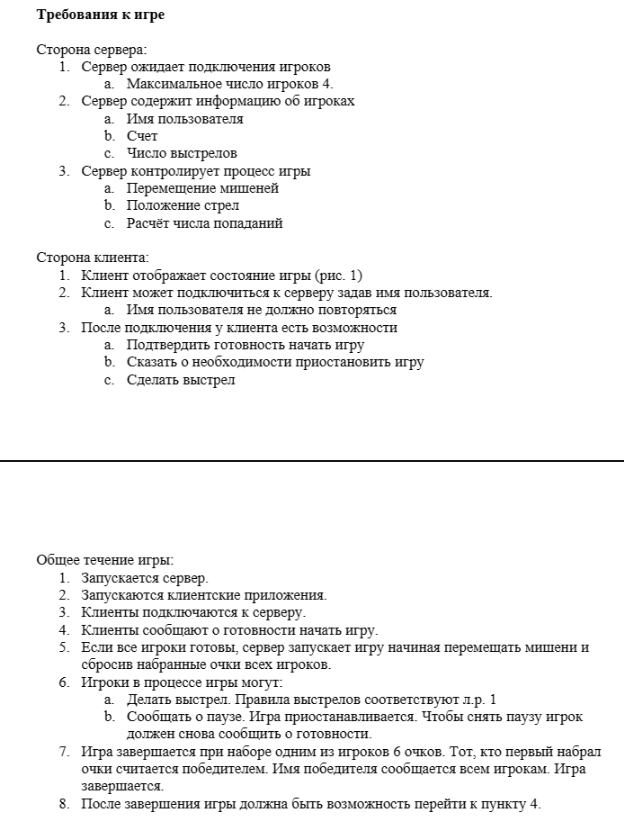 Требования к игре
Сторона сервера:
1. Сервер ожидает подключения игроков
a. Максимальное число игроков 4.
2. Сервер содержит информацию об игроках
a. Имя пользователя
b. Счет
c. Число выстрелов
3. Сервер контролирует процесс игры
a. Перемещение мишеней
b. Положение стрел
c. Расчёт числа попаданий
Сторона клиента:
1. Клиент отображает состояние игры (рис. 1)
2. Клиент может подключиться к серверу задав имя пользователя.
a. Имя пользователя не должно повторяться
3. После подключения у клиента есть возможности
a. Подтвердить готовность начать игру
b. Сказать о необходимости приостановить игру
c. Сделать выстрел
Общее течение игры:
1. Запускается сервер.
2. Запускаются клиентские приложения.
3. Клиенты подключаются к серверу.
4. Клиенты сообщают о готовности начать игру.
5. Если все игроки готовы, сервер запускает игру начиная перемещать мишени и
сбросив набранные очки всех игроков.
6. Игроки в процессе игры могут:
a. Делать выстрел. Правила выстрелов соответствуют л.р. 1
b. Сообщать о паузе. Игра приостанавливается. Чтобы снять паузу игрок
должен снова сообщить о готовности.
7. Игра завершается при наборе одним из игроков 6 очков. Тот, кто первый набрал
очки считается победителем. Имя победителя сообщается всем игрокам. Игра
завершается.
8. После завершения игры должна быть возможность перейти к пункту 4.